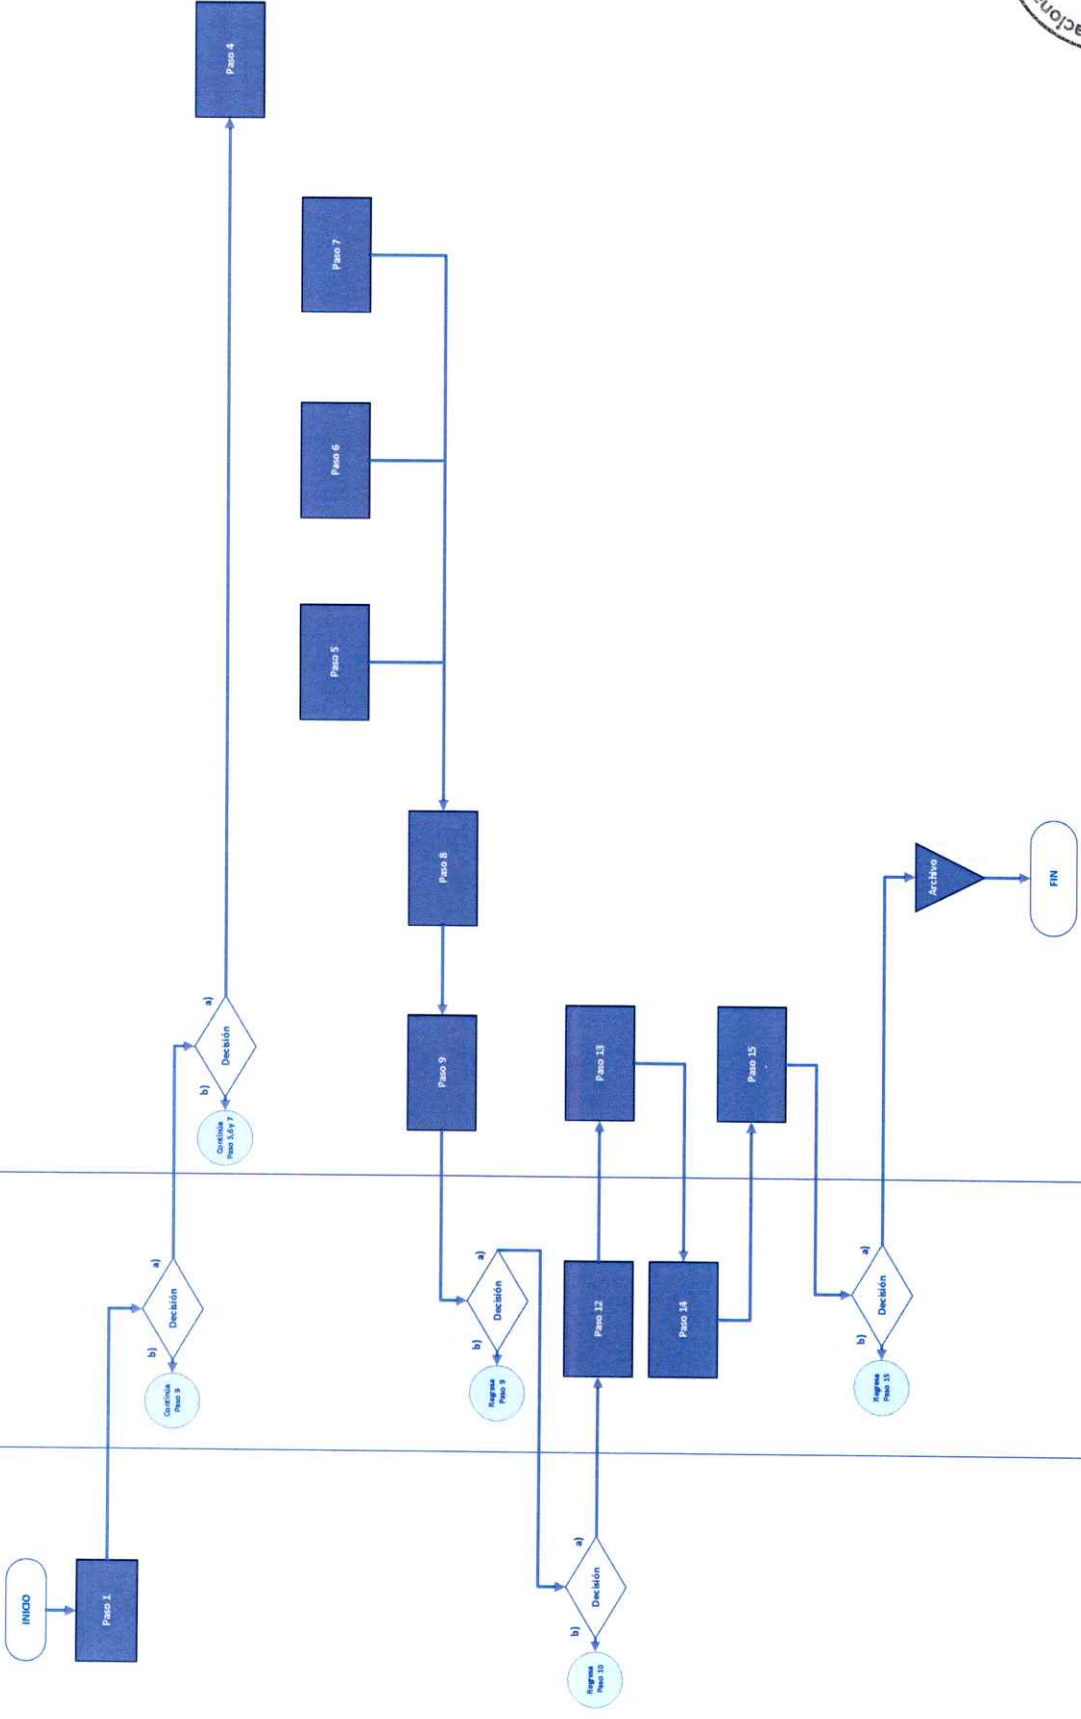 INICIO
Paso 1
b)
Decisión
a)
Continúa
Paso 9
b)
Decisión
a)
Continúa
Paso 5,6 y 7
Paso 4
Paso 5
Paso 6
Paso 7
Paso 8
Paso 9
b)
Decisión
a)
Regresa
Paso 9
b)
Decisión
a)
Regresa
Paso 10
Paso 12
Paso 13
Paso 14
Paso 15
b)
Decisión
a)
Regresa
Paso 15
Archivo
FIN